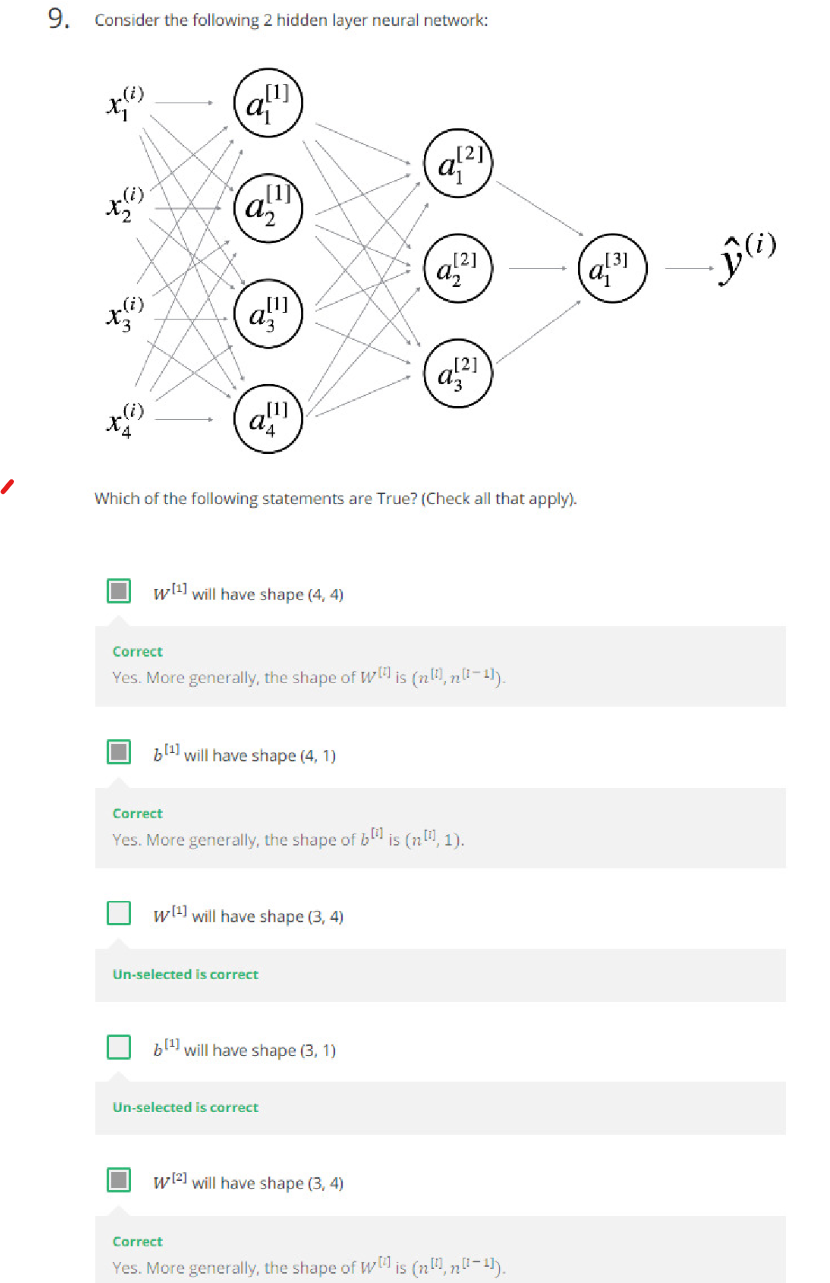 9. Consider the following 2 hidden layer neural network:
x₁⁽ⁱ⁾ a₁^[1]
a₁^[2]
x₂⁽ⁱ⁾ a₂^[1]
a₂^[2] a₁^[3] ŷ⁽ⁱ⁾
x₃⁽ⁱ⁾ a₃^[1]
a₃^[2]
x₄⁽ⁱ⁾ a₄^[1]
Which of the following statements are True? (Check all that apply).
W^[1] will have shape (4, 4)
Correct
Yes. More generally, the shape of W^[l] is (n^[l], n^[l−1]).
b^[1] will have shape (4, 1)
Correct
Yes. More generally, the shape of b^[l] is (n^[l], 1).
W^[1] will have shape (3, 4)
Un-selected is correct
b^[1] will have shape (3, 1)
Un-selected is correct
W^[2] will have shape (3, 4)
Correct
Yes. More generally, the shape of W^[l] is (n^[l], n^[l−1]).